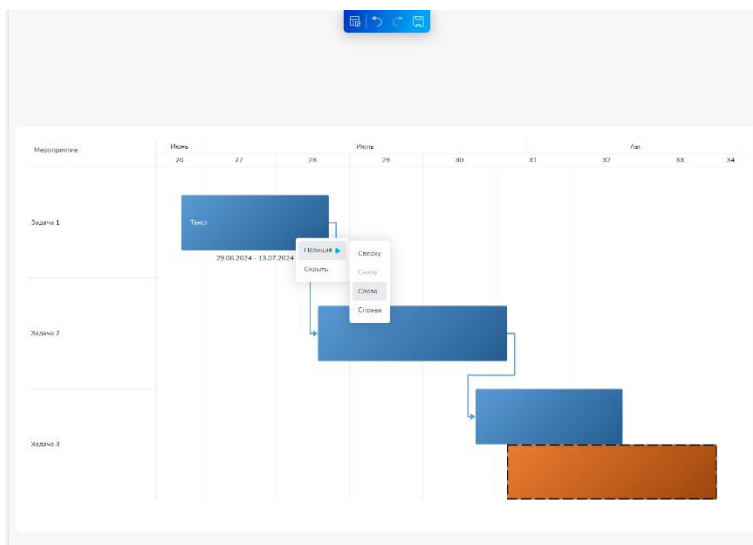 Мероприятие
Июнь
Июль
Авг.
26
27
28
29
30
31
32
33
34
Задача 1
Текст
29.06.2024 - 13.07.2024
Позиция
Скрыть
Сверху
Снизу
Слева
Справа
Задача 2
Задача 3